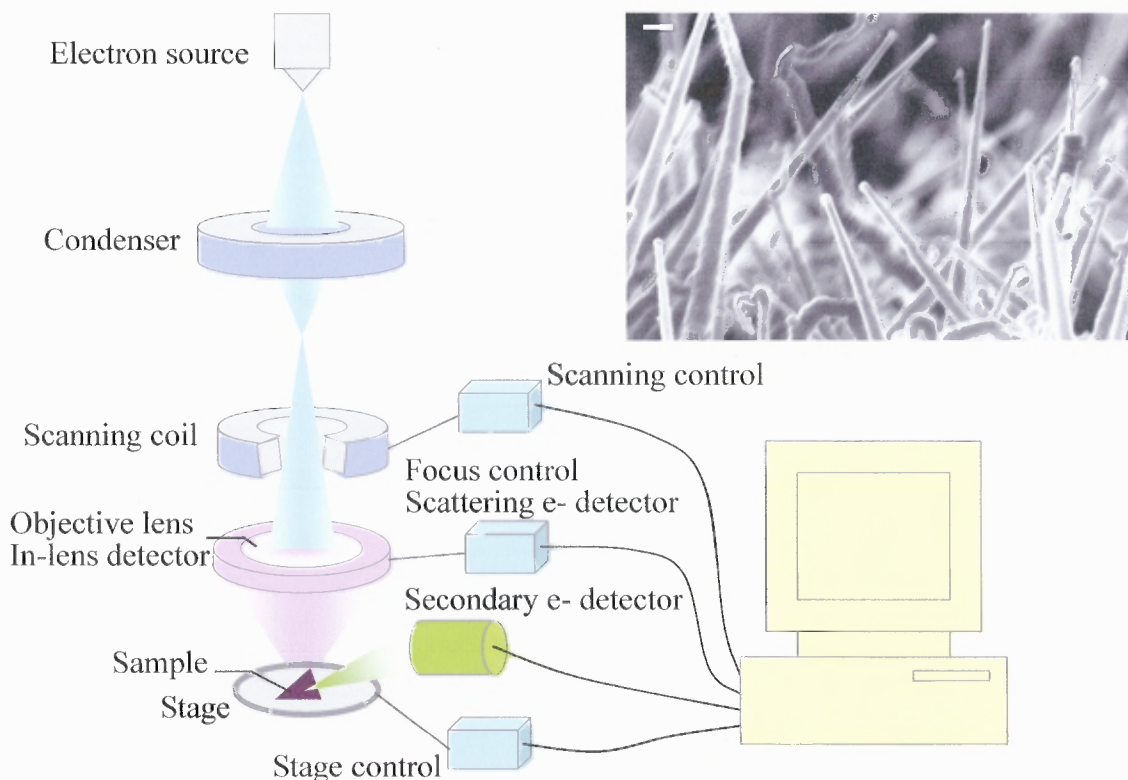 Electron source
Condenser
Scanning control
Scanning coil
Focus control
Scattering e- detector
Objective lens
In-lens detector
Secondary e- detector
Sample
Stage
Stage control